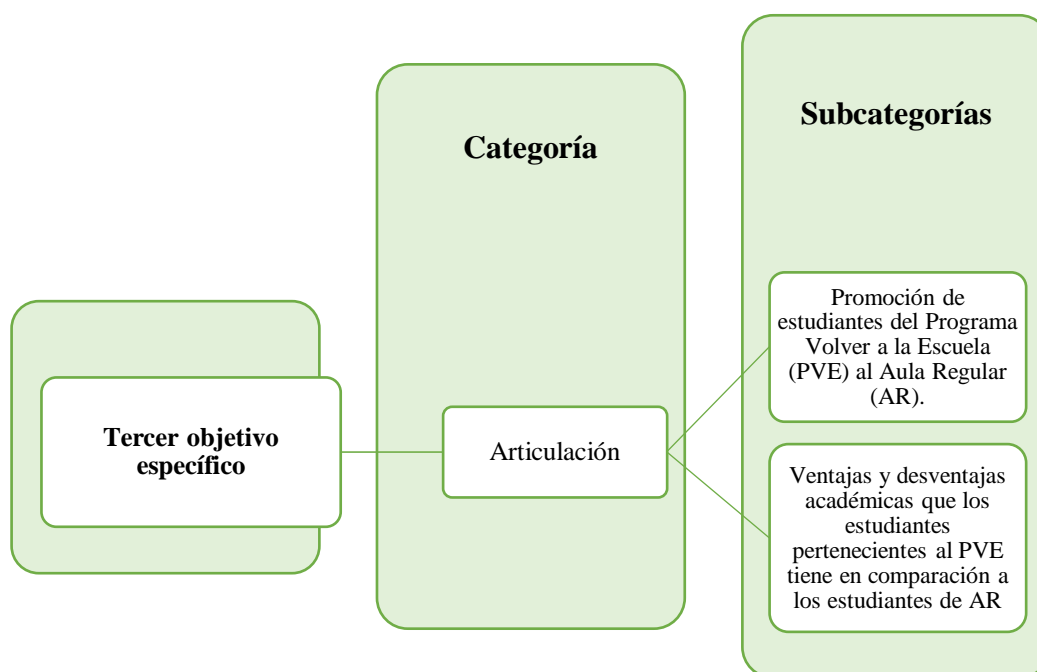 Subcategorías
Categoría
Promoción de
estudiantes del Programa
Volver a la Escuela
(PVE) al Aula Regular
(AR).
Tercer objetivo
específico
Articulación
Ventajas y desventajas
académicas que los
estudiantes
pertenecientes al PVE
tiene en comparación a
los estudiantes de AR